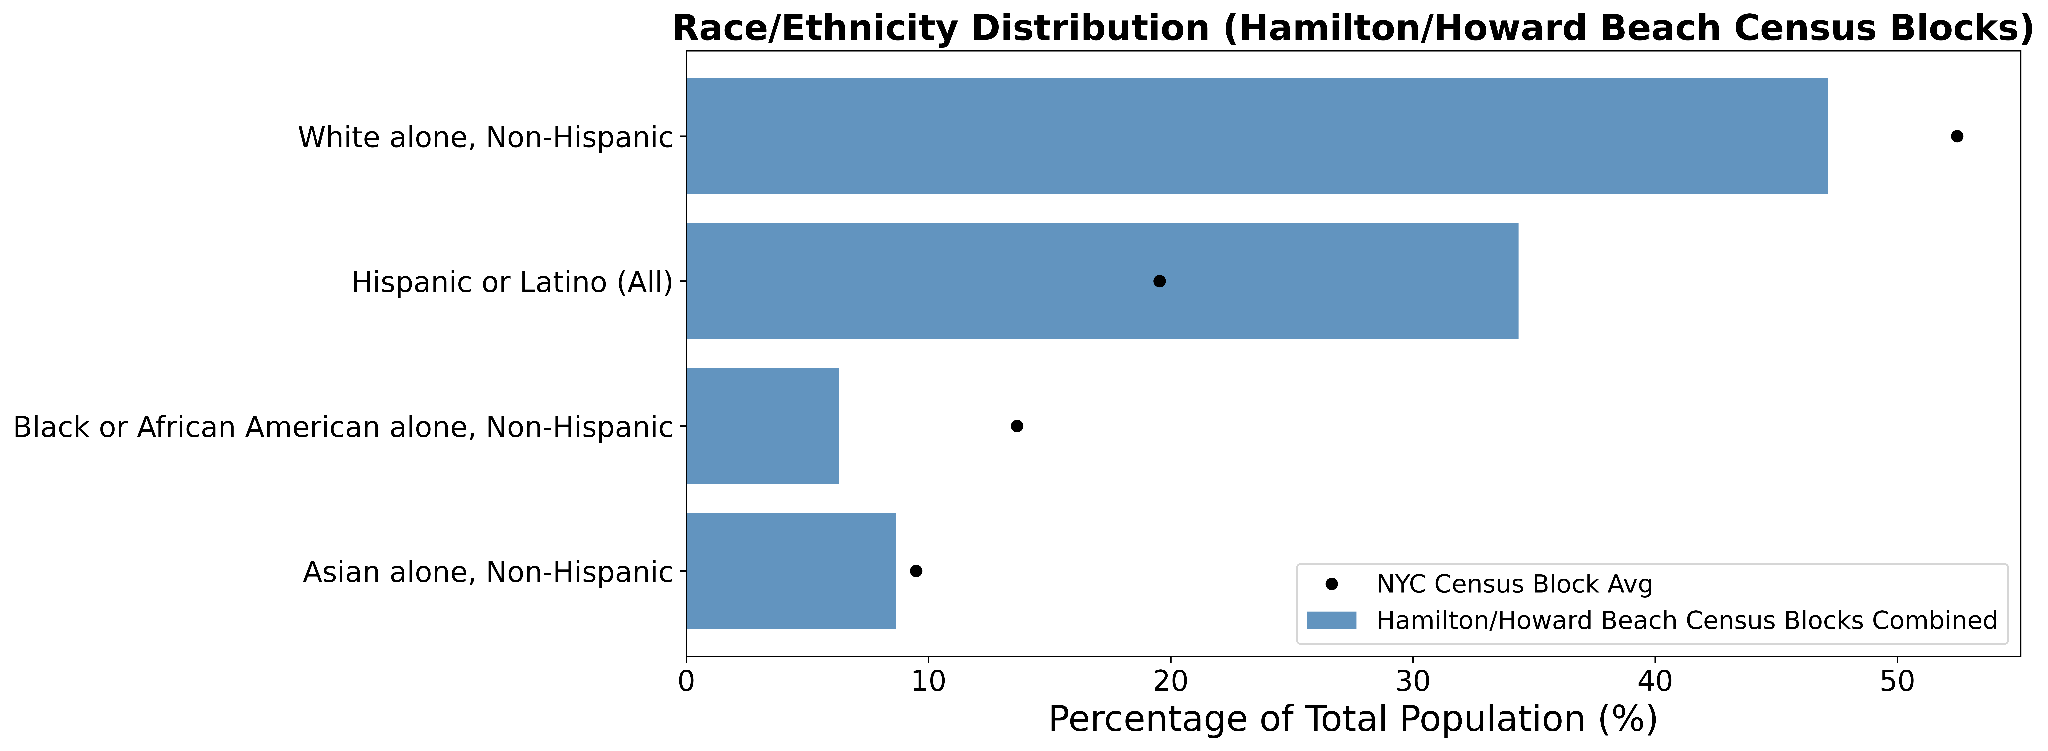 Race/Ethnicity Distribution (Hamilton/Howard Beach Census Blocks)
White alone, Non-Hispanic
Hispanic or Latino (All)
Black or African American alone, Non-Hispanic
Asian alone, Non-Hispanic
NYC Census Block Avg
Hamilton/Howard Beach Census Blocks Combined
0 10 20 30 40 50
Percentage of Total Population (%)